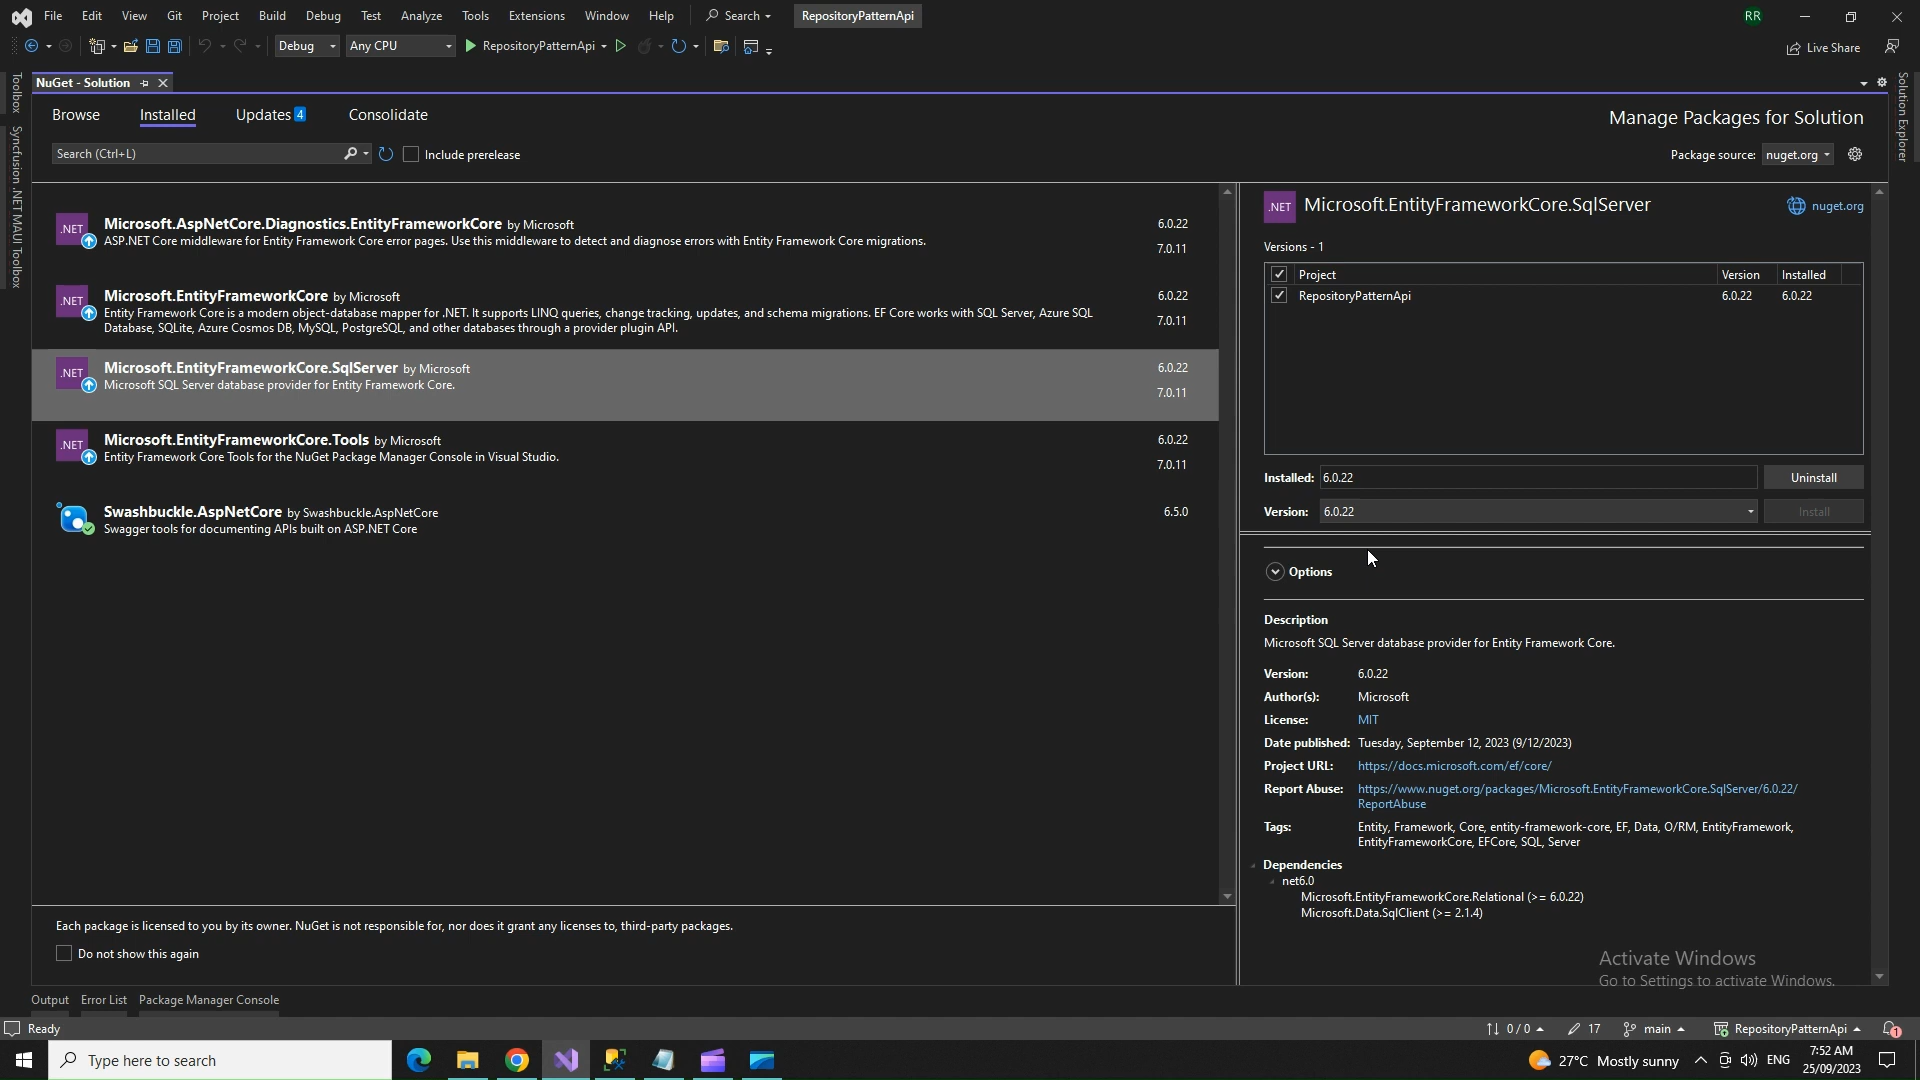 File Edit View Git Project Build Debug Test Analyze Tools Extensions Window Help Search RepositoryPatternApi RR
Debug Any CPU RepositoryPatternApi Live Share
Toolbox
Syncfusion .NET MAUI Toolbox
Solution Explorer
NuGet - Solution
Browse Installed Updates 4 Consolidate
Manage Packages for Solution
Search (Ctrl+L) Include prerelease
Package source: nuget.org
.NET Microsoft.AspNetCore.Diagnostics.EntityFrameworkCore by Microsoft 6.0.22
ASP.NET Core middleware for Entity Framework Core error pages. Use this middleware to detect and diagnose errors with Entity Framework Core migrations. 7.0.11
.NET Microsoft.EntityFrameworkCore by Microsoft 6.0.22
Entity Framework Core is a modern object-database mapper for .NET. It supports LINQ queries, change tracking, updates, and schema migrations. EF Core works with SQL Server, Azure SQL
Database, SQLite, Azure Cosmos DB, MySQL, PostgreSQL, and other databases through a provider plugin API. 7.0.11
.NET Microsoft.EntityFrameworkCore.SqlServer by Microsoft 6.0.22
Microsoft SQL Server database provider for Entity Framework Core. 7.0.11
.NET Microsoft.EntityFrameworkCore.Tools by Microsoft 6.0.22
Entity Framework Core Tools for the NuGet Package Manager Console in Visual Studio. 7.0.11
Swashbuckle.AspNetCore by Swashbuckle.AspNetCore 6.5.0
Swagger tools for documenting APIs built on ASP.NET Core
Each package is licensed to you by its owner. NuGet is not responsible for, nor does it grant any licenses to, third-party packages.
Do not show this again
.NET Microsoft.EntityFrameworkCore.SqlServer nuget.org
Versions - 1
Project Version Installed
RepositoryPatternApi 6.0.22 6.0.22
Installed: 6.0.22 Uninstall
Version: 6.0.22 Install
Options
Description
Microsoft SQL Server database provider for Entity Framework Core.
Version: 6.0.22
Author(s): Microsoft
License: MIT
Date published: Tuesday, September 12, 2023 (9/12/2023)
Project URL: https://docs.microsoft.com/ef/core/
Report Abuse: https://www.nuget.org/packages/Microsoft.EntityFrameworkCore.SqlServer/6.0.22/
ReportAbuse
Tags: Entity, Framework, Core, entity-framework-core, EF, Data, O/RM, EntityFramework,
EntityFrameworkCore, EFCore, SQL, Server
Dependencies
net6.0
Microsoft.EntityFrameworkCore.Relational (>= 6.0.22)
Microsoft.Data.SqlClient (>= 2.1.4)
Activate Windows
Go to Settings to activate Windows.
Output Error List Package Manager Console
Ready 0 / 0 17 main RepositoryPatternApi 1
Type here to search 27°C Mostly sunny ENG 7:52 AM
25/09/2023